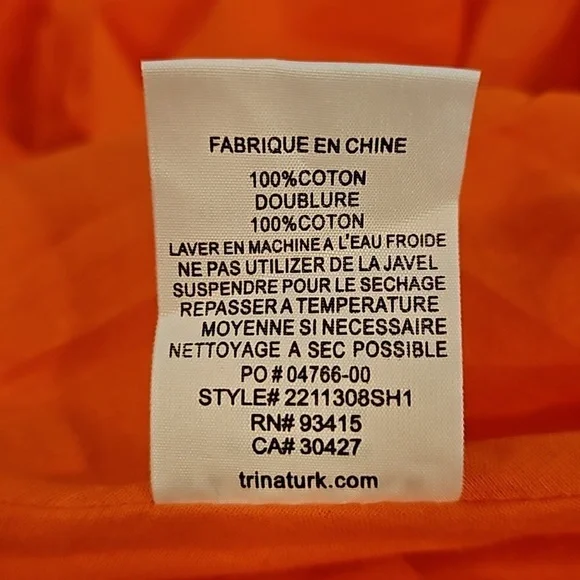 FABRIQUE EN CHINE
100%COTON
DOUBLURE
100%COTON
LAVER EN MACHINE A L'EAU FROIDE
NE PAS UTILIZER DE LA JAVEL
SUSPENDRE POUR LE SECHAGE
REPASSER A TEMPERATURE
MOYENNE SI NECESSAIRE
NETTOYAGE A SEC POSSIBLE
PO # 04766-00
STYLE# 2211308SH1
RN# 93415
CA# 30427
trinaturk.com